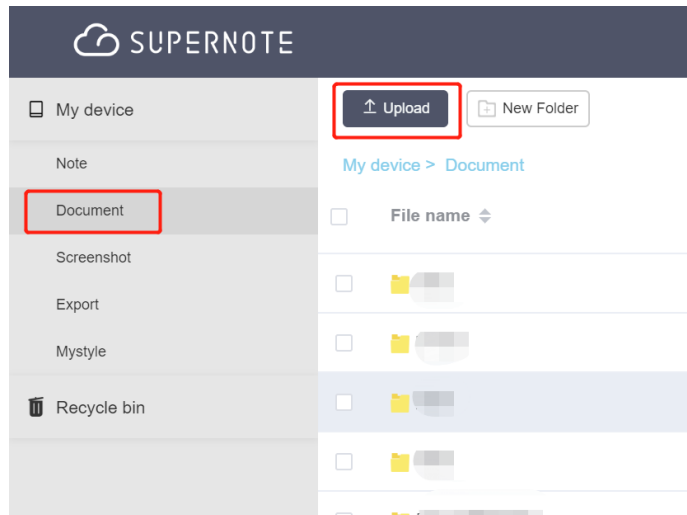 SUPERNOTE
My device
Note
Document
Screenshot
Export
Mystyle
Recycle bin
Upload
New Folder
My device > Document
File name